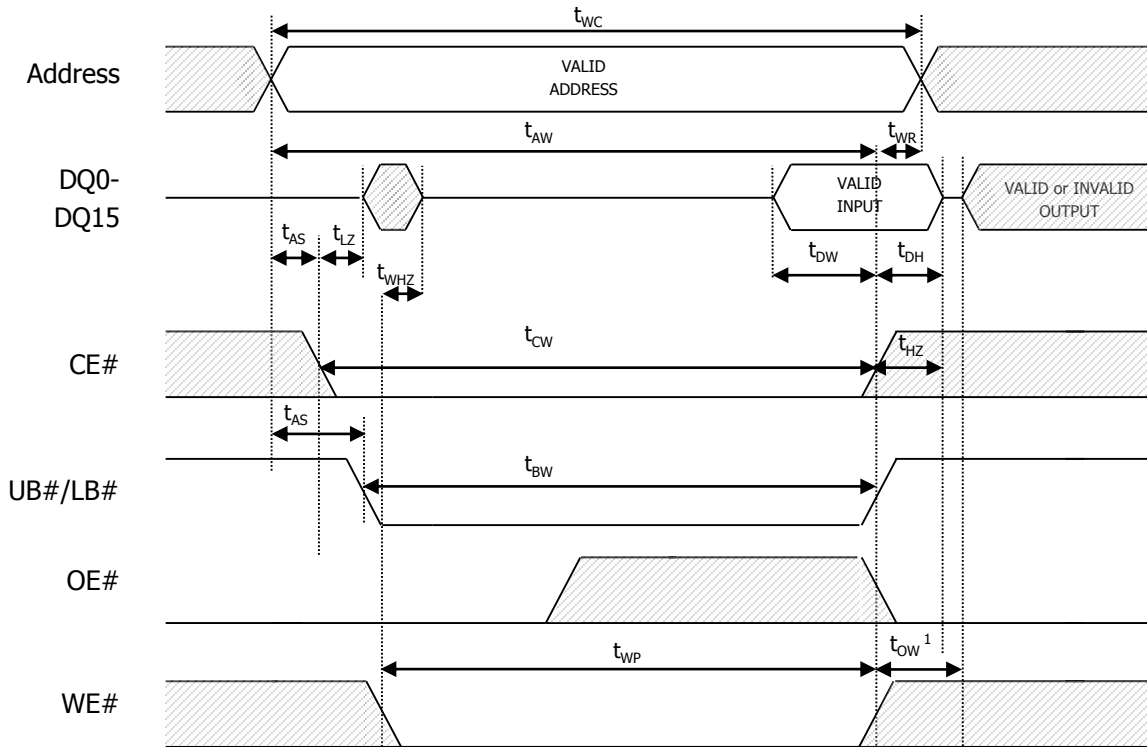 tWC
Address
VALID
ADDRESS
tAW
tWR
DQ0-
DQ15
VALID
INPUT
VALID or INVALID
OUTPUT
tAS
tLZ
tWHZ
tDW
tDH
CE#
tCW
tHZ
tAS
UB#/LB#
tBW
OE#
tWP
tOW 1
WE#